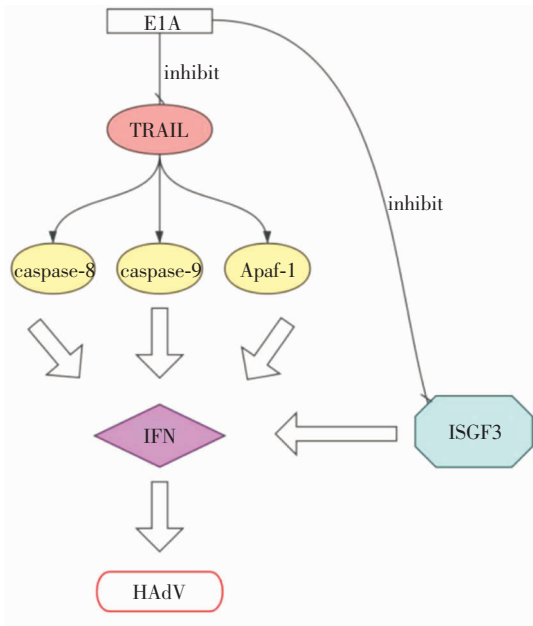 E1A
inhibit
TRAIL
inhibit
caspase-8 caspase-9 Apaf-1
IFN
ISGF3
HAdV